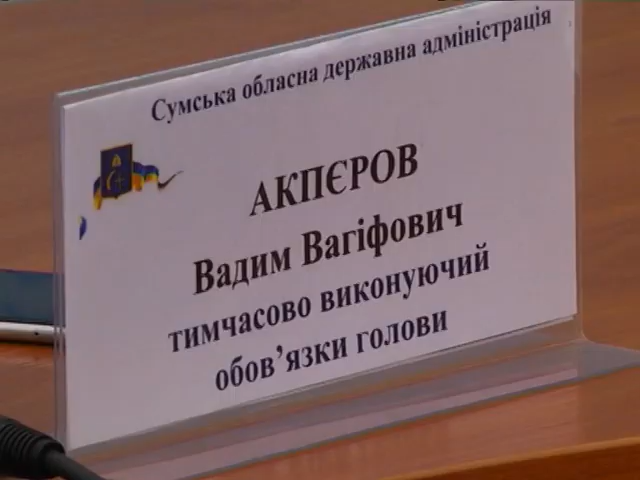 Сумська обласна державна адміністрація
АКПЄРОВ
Вадим Вагіфович
тимчасово виконуючий
обов’язки голови